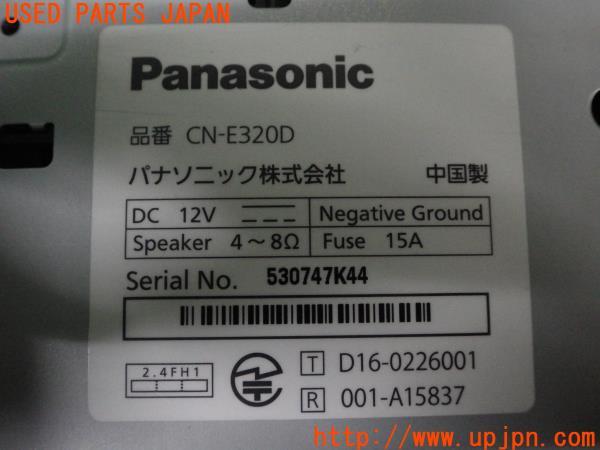 USED PARTS JAPAN
Panasonic
品番 CN-E320D
パナソニック株式会社 中国製
DC 12V Negative Ground
Speaker 4～8Ω Fuse 15A
Serial No. 530747K44
2.4FH1
T D16-0226001
R 001-A15837
https://www.upjpn.com